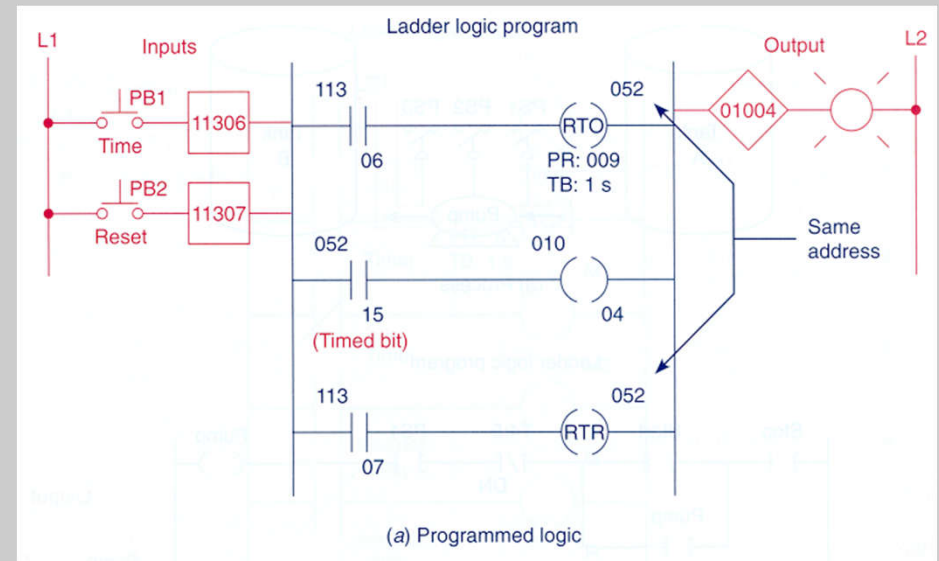 Ladder logic program
L1
Inputs
Output
L2
PB1
11306
Time
113
06
052
RTO
PR: 009
TB: 1 s
01004
PB2
11307
Reset
052
15
(Timed bit)
010
04
Same
address
113
07
052
RTR
(a) Programmed logic